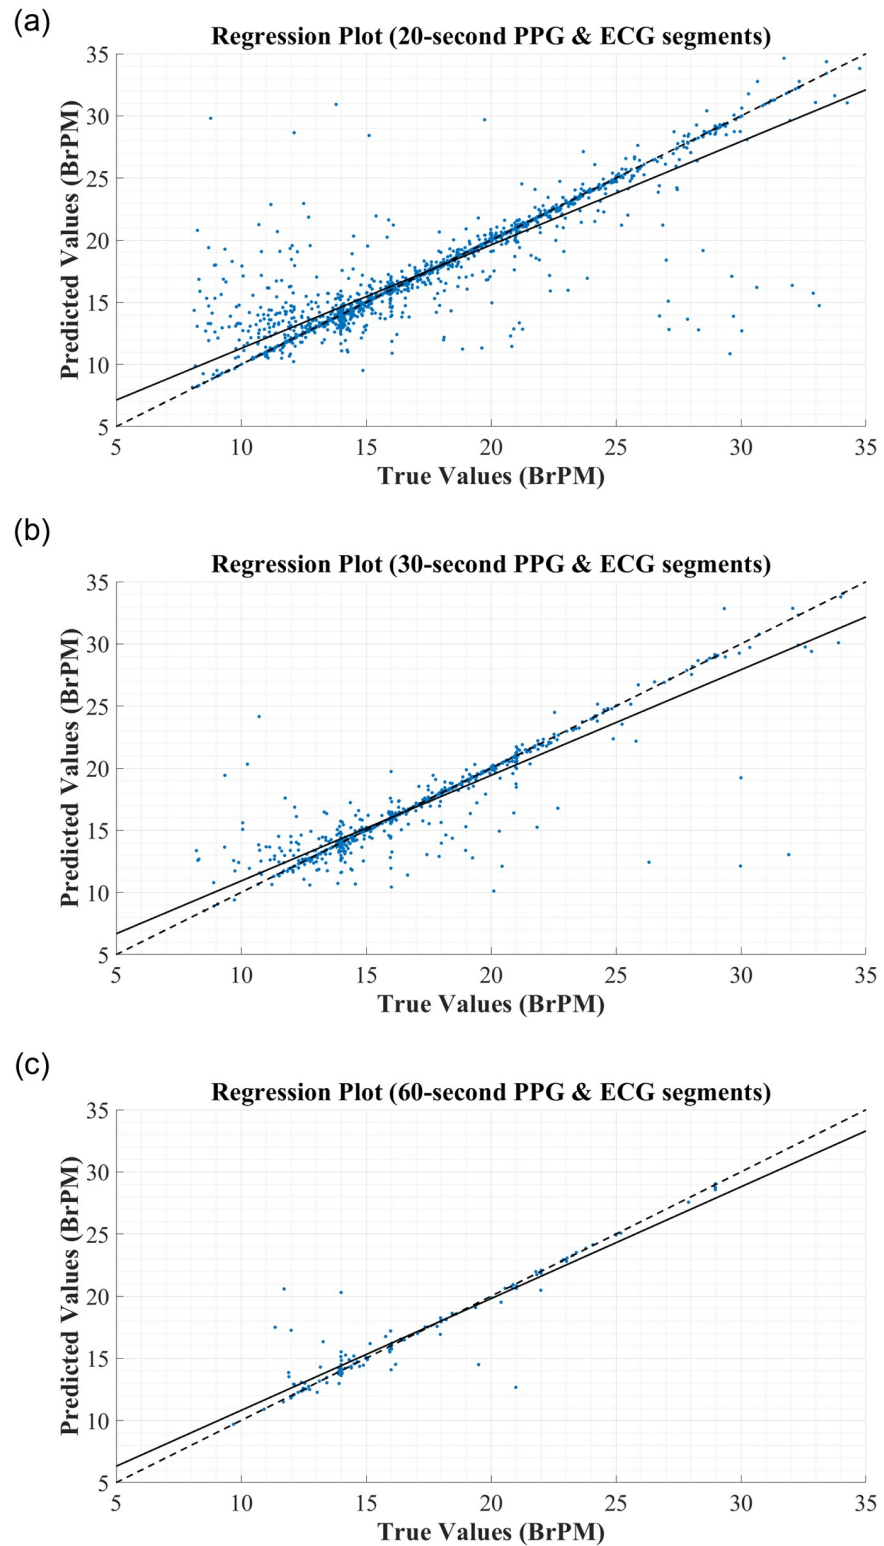 (a)
Regression Plot (20-second PPG & ECG segments)
Predicted Values (BrPM)
35
30
25
20
15
10
5
5 10 15 20 25 30 35
True Values (BrPM)
(b)
Regression Plot (30-second PPG & ECG segments)
Predicted Values (BrPM)
35
30
25
20
15
10
5
5 10 15 20 25 30 35
True Values (BrPM)
(c)
Regression Plot (60-second PPG & ECG segments)
Predicted Values (BrPM)
35
30
25
20
15
10
5
5 10 15 20 25 30 35
True Values (BrPM)